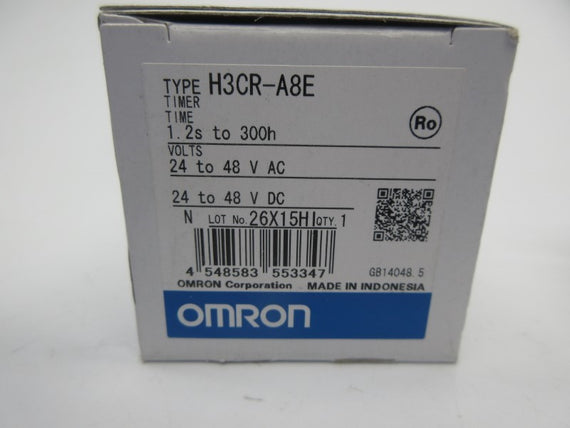 TYPE H3CR-A8E
TIMER
TIME
1.2s to 300h
Ro
VOLTS
24 to 48 V AC
24 to 48 V DC
N LOT No. 26X15HI QTY. 1
4 548583 553347
GB14048.5
OMRON Corporation MADE IN INDONESIA
OMRON